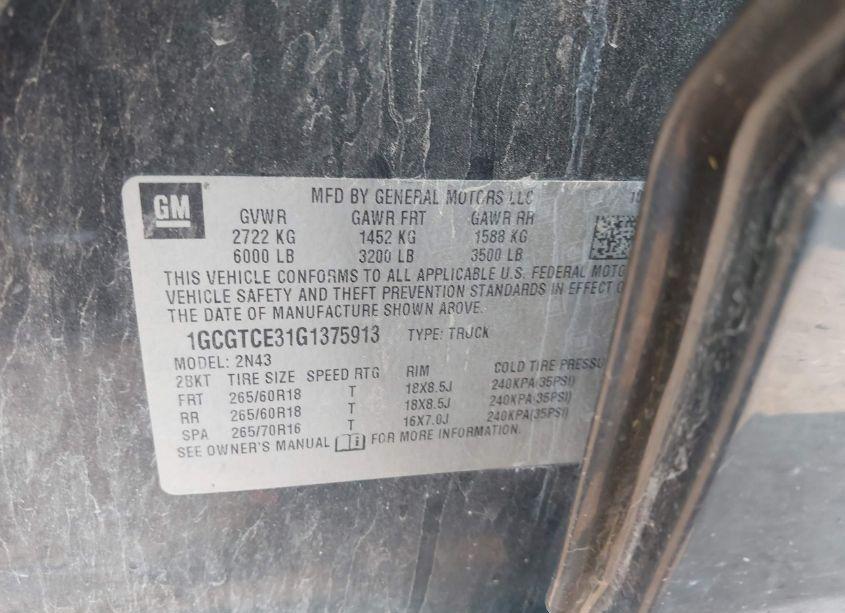 GM
MFD BY GENERAL MOTORS LLC
GVWR GAWR FRT GAWR RR
2722 KG 1452 KG 1588 KG
6000 LB 3200 LB 3500 LB
THIS VEHICLE CONFORMS TO ALL APPLICABLE U.S. FEDERAL MOTO
VEHICLE SAFETY AND THEFT PREVENTION STANDARDS IN EFFECT O
THE DATE OF MANUFACTURE SHOWN ABOVE.
1GCGTCE31G1375913 TYPE: TRUCK
MODEL: 2N43
2BKT TIRE SIZE SPEED RTG RIM COLD TIRE PRESSU
FRT 265/60R18 T 18X8.5J 240KPA(35PSI)
RR 265/60R18 T 18X8.5J 240KPA(35PSI)
SPA 265/70R16 T 16X7.0J 240KPA(35PSI)
SEE OWNER'S MANUAL FOR MORE INFORMATION.